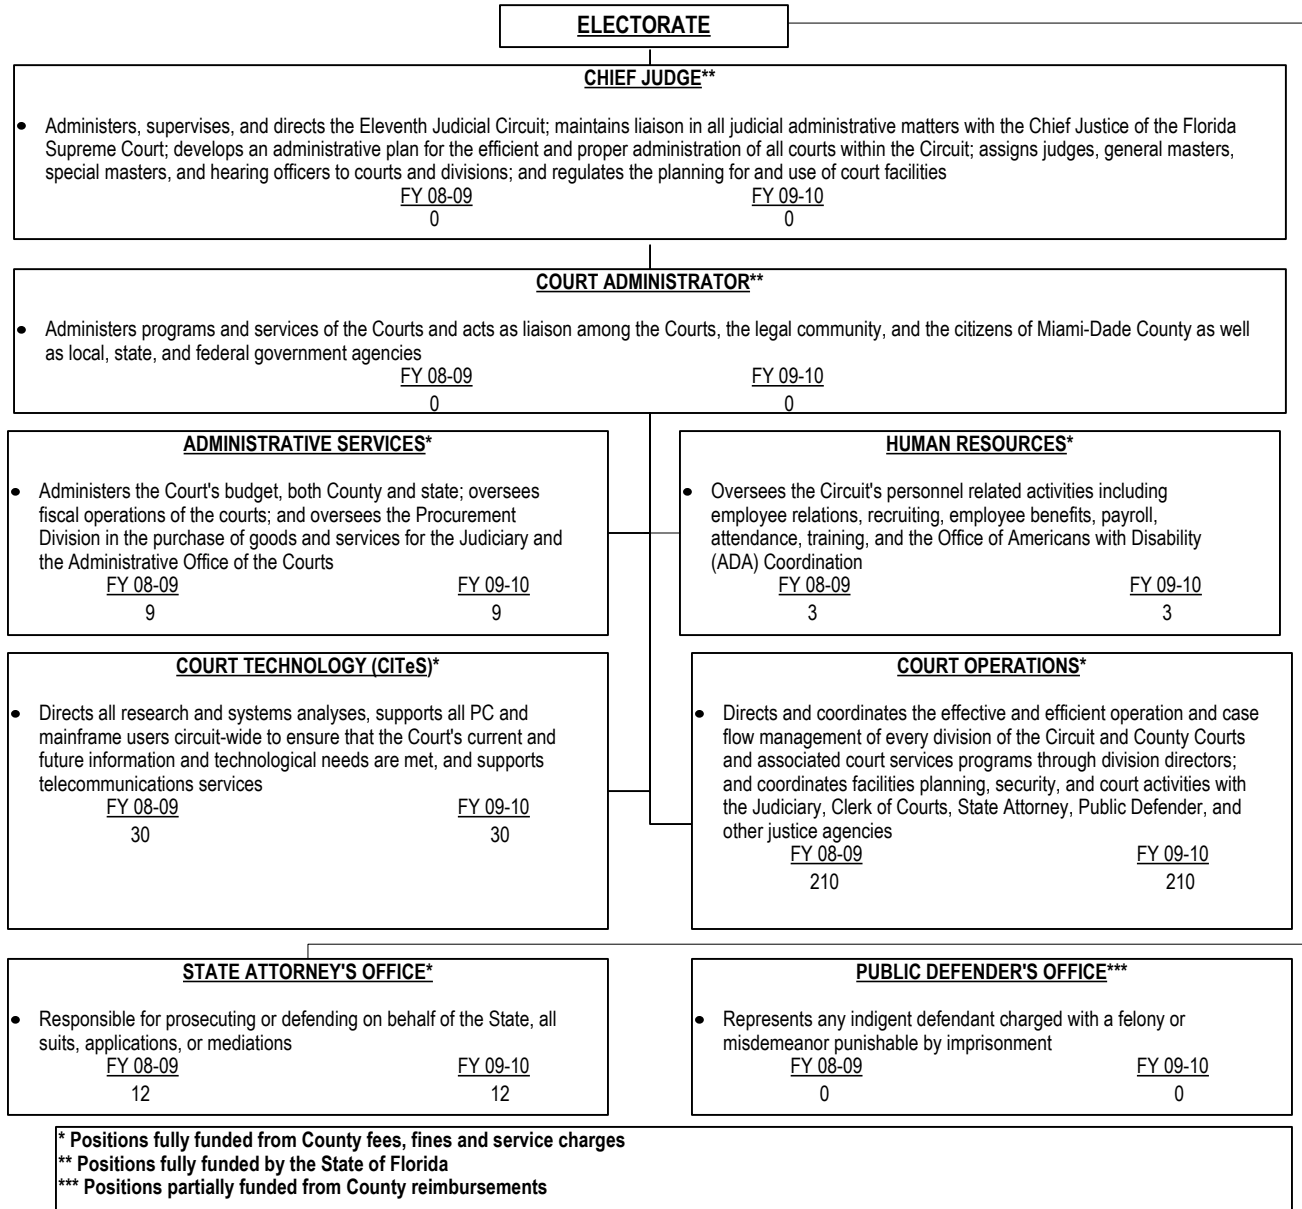 ELECTORATE
CHIEF JUDGE**
• Administers, supervises, and directs the Eleventh Judicial Circuit; maintains liaison in all judicial administrative matters with the Chief Justice of the Florida
Supreme Court; develops an administrative plan for the efficient and proper administration of all courts within the Circuit; assigns judges, general masters,
special masters, and hearing officers to courts and divisions; and regulates the planning for and use of court facilities
FY 08-09 FY 09-10
0 0
COURT ADMINISTRATOR**
• Administers programs and services of the Courts and acts as liaison among the Courts, the legal community, and the citizens of Miami-Dade County as well
as local, state, and federal government agencies
FY 08-09 FY 09-10
0 0
ADMINISTRATIVE SERVICES*
• Administers the Court's budget, both County and state; oversees
fiscal operations of the courts; and oversees the Procurement
Division in the purchase of goods and services for the Judiciary and
the Administrative Office of the Courts
FY 08-09 FY 09-10
9 9
HUMAN RESOURCES*
• Oversees the Circuit's personnel related activities including
employee relations, recruiting, employee benefits, payroll,
attendance, training, and the Office of Americans with Disability
(ADA) Coordination
FY 08-09 FY 09-10
3 3
COURT TECHNOLOGY (CITeS)*
• Directs all research and systems analyses, supports all PC and
mainframe users circuit-wide to ensure that the Court's current and
future information and technological needs are met, and supports
telecommunications services
FY 08-09 FY 09-10
30 30
COURT OPERATIONS*
• Directs and coordinates the effective and efficient operation and case
flow management of every division of the Circuit and County Courts
and associated court services programs through division directors;
and coordinates facilities planning, security, and court activities with
the Judiciary, Clerk of Courts, State Attorney, Public Defender, and
other justice agencies
FY 08-09 FY 09-10
210 210
STATE ATTORNEY'S OFFICE*
• Responsible for prosecuting or defending on behalf of the State, all
suits, applications, or mediations
FY 08-09 FY 09-10
12 12
PUBLIC DEFENDER'S OFFICE***
• Represents any indigent defendant charged with a felony or
misdemeanor punishable by imprisonment
FY 08-09 FY 09-10
0 0
* Positions fully funded from County fees, fines and service charges
** Positions fully funded by the State of Florida
*** Positions partially funded from County reimbursements